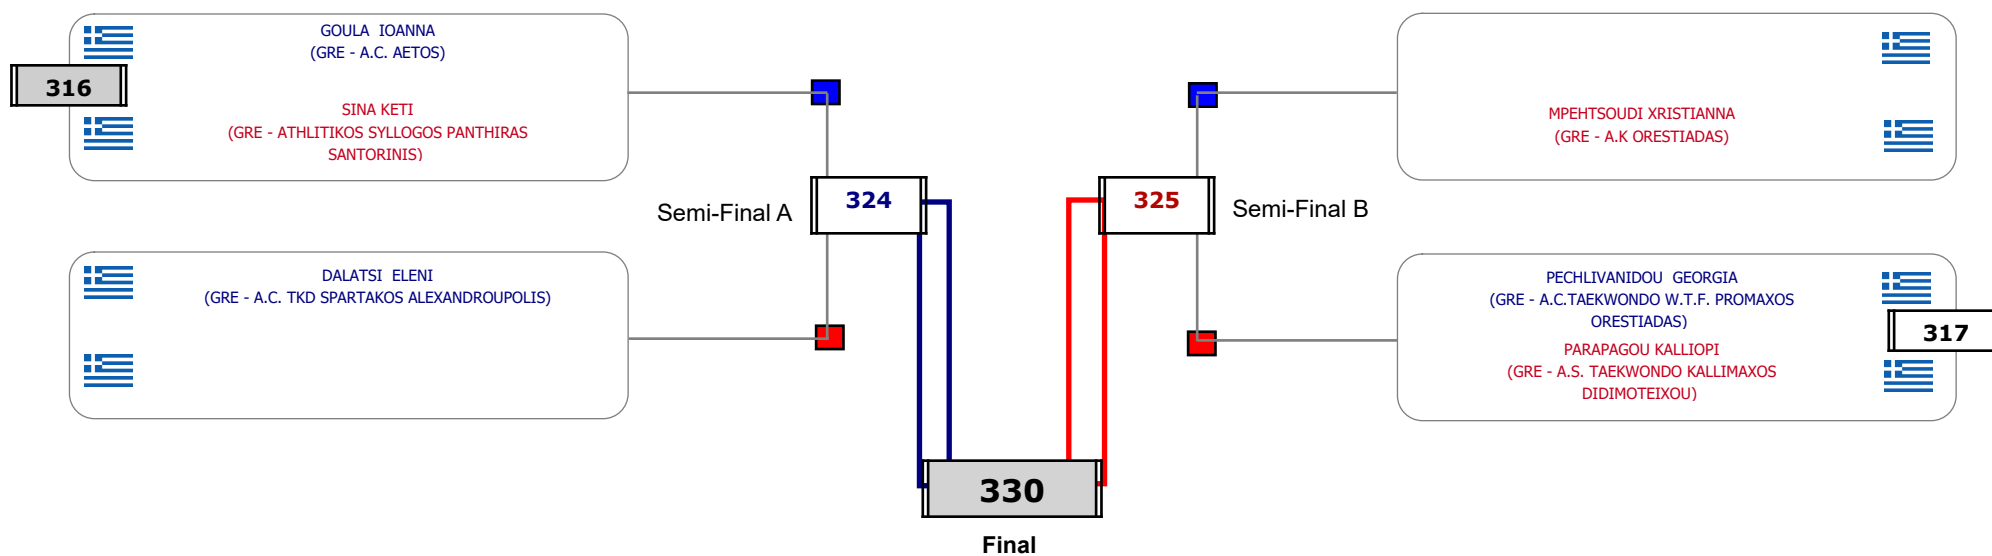 GOULA IOANNA
(GRE - A.C. AETOS)
316
SINA KETI
(GRE - ATHLITIKOS SYLLOGOS PANTHIRAS
SANTORINIS)
MPEHTSOUDI XRISTIANNA
(GRE - A.K ORESTIADAS)
Semi-Final A
324
325
Semi-Final B
DALATSI ELENI
(GRE - A.C. TKD SPARTAKOS ALEXANDROUPOLIS)
PECHLIVANIDOU GEORGIA
(GRE - A.C.TAEKWONDO W.T.F. PROMAXOS
ORESTIADAS)
317
PARAPAGOU KALLIOPI
(GRE - A.S. TAEKWONDO KALLIMAXOS
DIDIMOTEIXOU)
330
Final